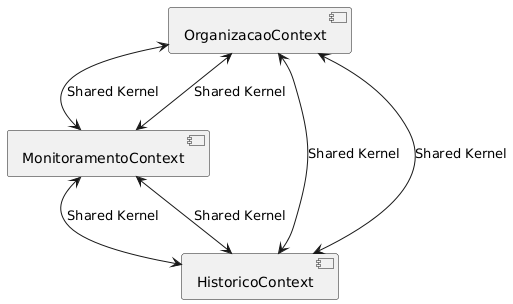 OrganizacaoContext
Shared Kernel
Shared Kernel
Shared Kernel
Shared Kernel
MonitoramentoContext
Shared Kernel
Shared Kernel
HistoricoContext